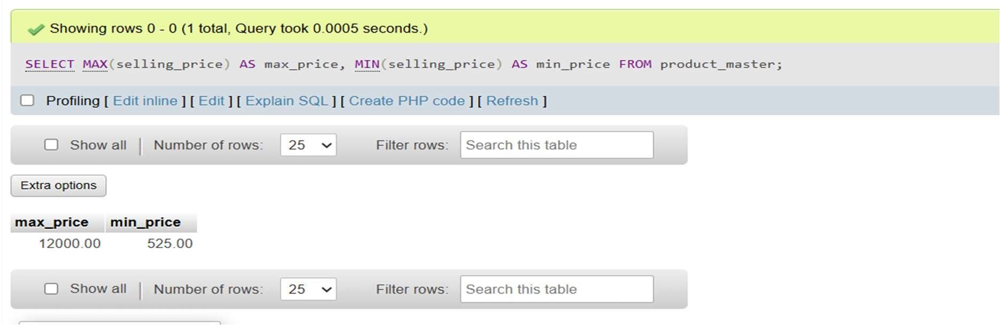 Showing rows 0 - 0 (1 total, Query took 0.0005 seconds.)
SELECT MAX(selling_price) AS max_price, MIN(selling_price) AS min_price FROM product_master;
Profiling [ Edit inline ] [ Edit ] [ Explain SQL ] [ Create PHP code ] [ Refresh ]
Show all | Number of rows: 25 Filter rows: Search this table
Extra options
max_price min_price
12000.00 525.00
Show all | Number of rows: 25 Filter rows: Search this table